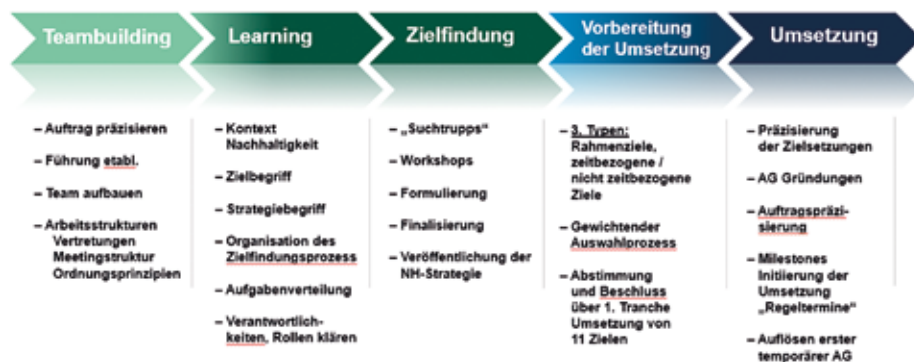 Teambuilding
Learning
Zielfindung
Vorbereitung
der Umsetzung
Umsetzung
– Auftrag präzisieren
– Führung etabl.
– Team aufbauen
– Arbeitsstrukturen
Vertretungen
Meetingstruktur
Ordnungsprinzipien
– Kontext
Nachhaltigkeit
– Zielbegriff
– Strategiebegriff
– Organisation des
Zielfindungsprozess
– Aufgabenverteilung
– Verantwortlich-
keiten, Rollen klären
– „Suchtrupps“
– Workshops
– Formulierung
– Finalisierung
– Veröffentlichung der
NH-Strategie
– 3. Typen:
Rahmenziele,
zeitbezogene /
nicht zeitbezogene
Ziele
– Gewichtender
Auswahlprozess
– Abstimmung
und Beschluss
über 1. Tranche
Umsetzung von
11 Zielen
– Präzisierung
der Zielsetzungen
– AG Gründungen
– Auftragspräzi-
sierung
– Milestones
Initiierung der
Umsetzung
„Regeltermine“
– Auflösen erster
temporärer AG